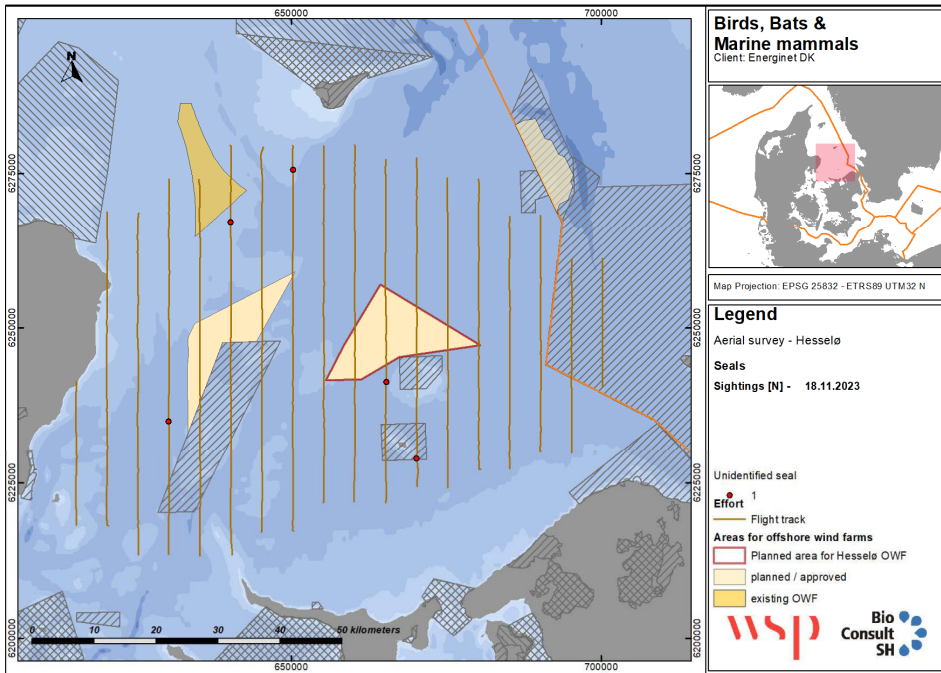 650000
700000
N
6275000
6250000
6225000
6200000
6275000
6250000
6225000
6200000
0
10
20
30
40
50 kilometers
650000
700000
Birds, Bats &
Marine mammals
Client: Energinet DK
Map Projection: EPSG 25832 - ETRS89 UTM32 N
Legend
Aerial survey - Hesselø
Seals
Sightings [N] - 18.11.2023
Unidentified seal
1
Effort
Flight track
Areas for offshore wind farms
Planned area for Hesselø OWF
planned / approved
existing OWF
wsp
Bio
Consult
SH